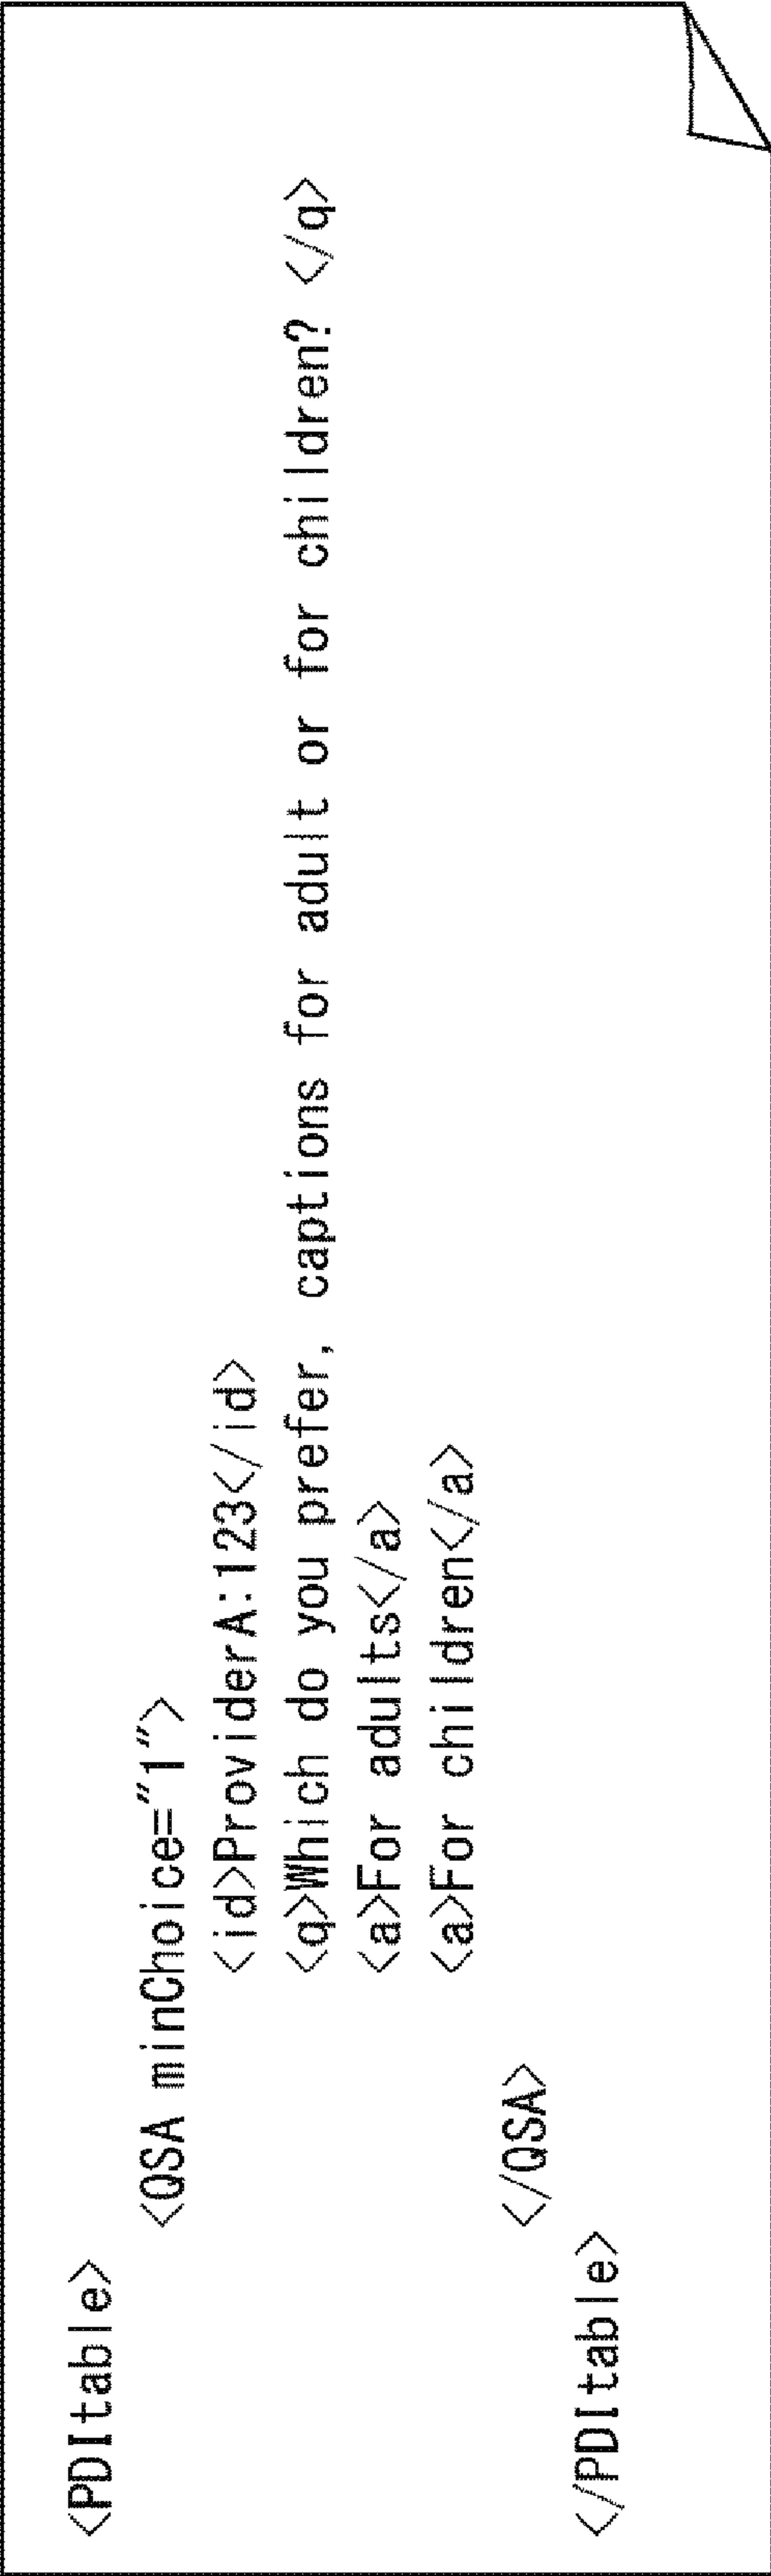 <PDItable>
<QSA minChoice="1">
<id>ProviderA:123</id>
<q>Which do you prefer, captions for adult or for children? </q>
<a>For adults</a>
<a>For children</a>
</QSA>
</PDItable>